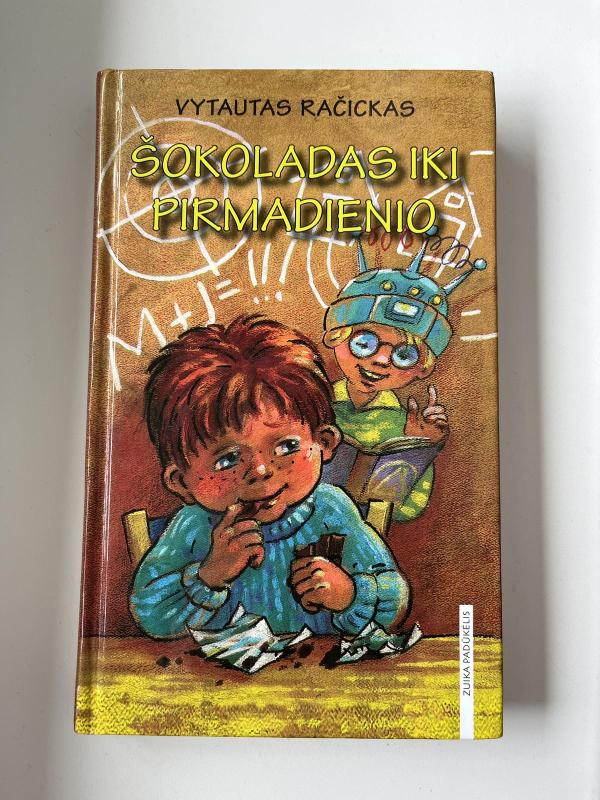 VYTAUTAS RAČICKAS
ŠOKOLADAS IKI
PIRMADIENIO
M+J=!!!
ZUIKA PADŪKĖLIS